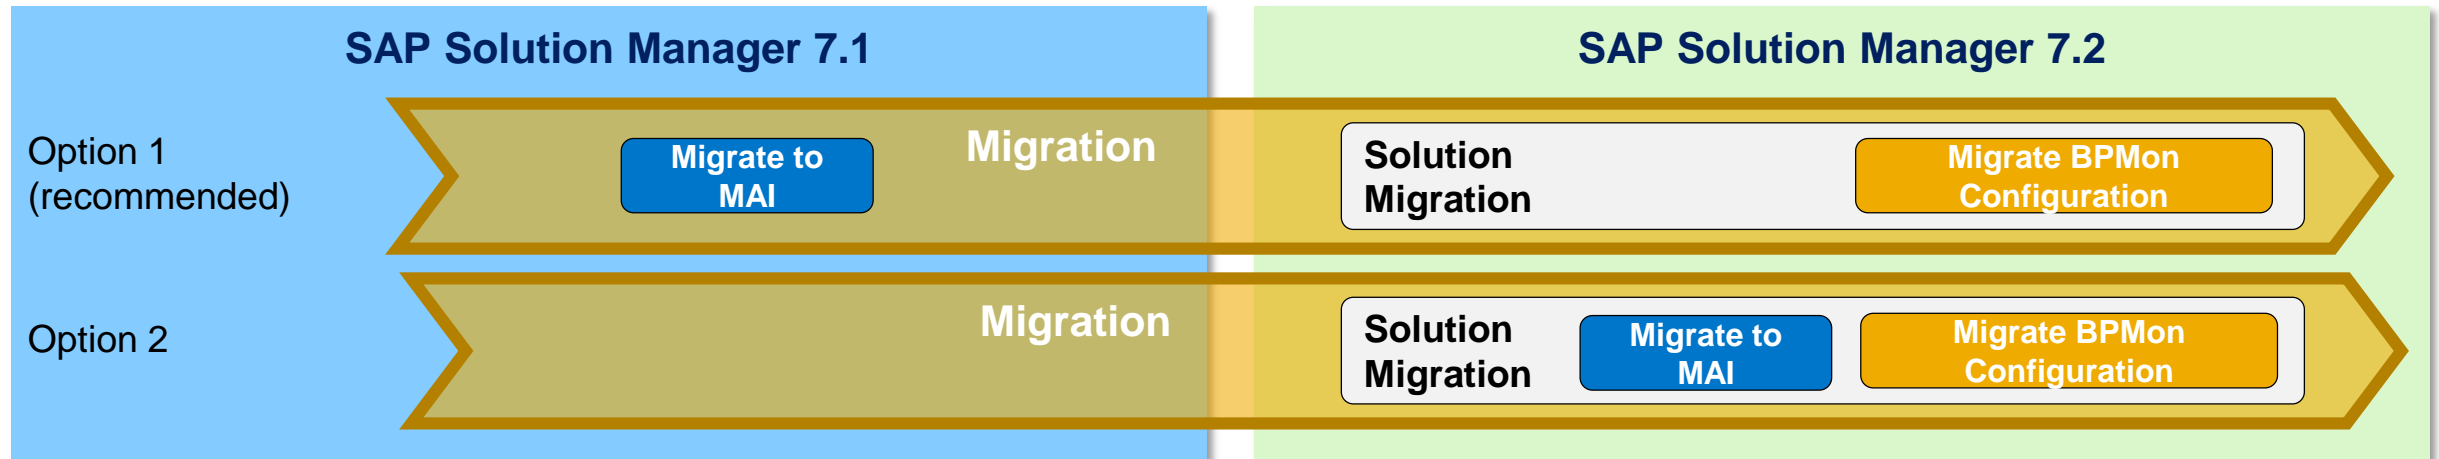 SAP Solution Manager 7.1
SAP Solution Manager 7.2
Option 1
(recommended)
Migrate to
MAI
Migration
Solution
Migration
Migrate BPMon
Configuration
Option 2
Migration
Solution
Migration
Migrate to
MAI
Migrate BPMon
Configuration